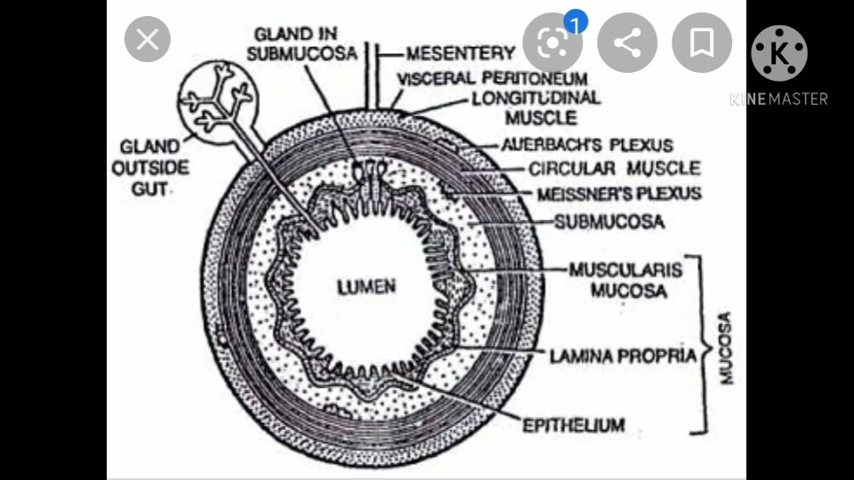 GLAND IN
SUBMUCOSA
MESENTERY
VISCERAL PERITONEUM
LONGITUDINAL
MUSCLE
AUERBACH'S PLEXUS
CIRCULAR MUSCLE
MEISSNER'S PLEXUS
SUBMUCOSA
MUSCULARIS
MUCOSA
LAMINA PROPRIA
MUCOSA
EPITHELIUM
GLAND
OUTSIDE
GUT
LUMEN
1
K
KINEMASTER